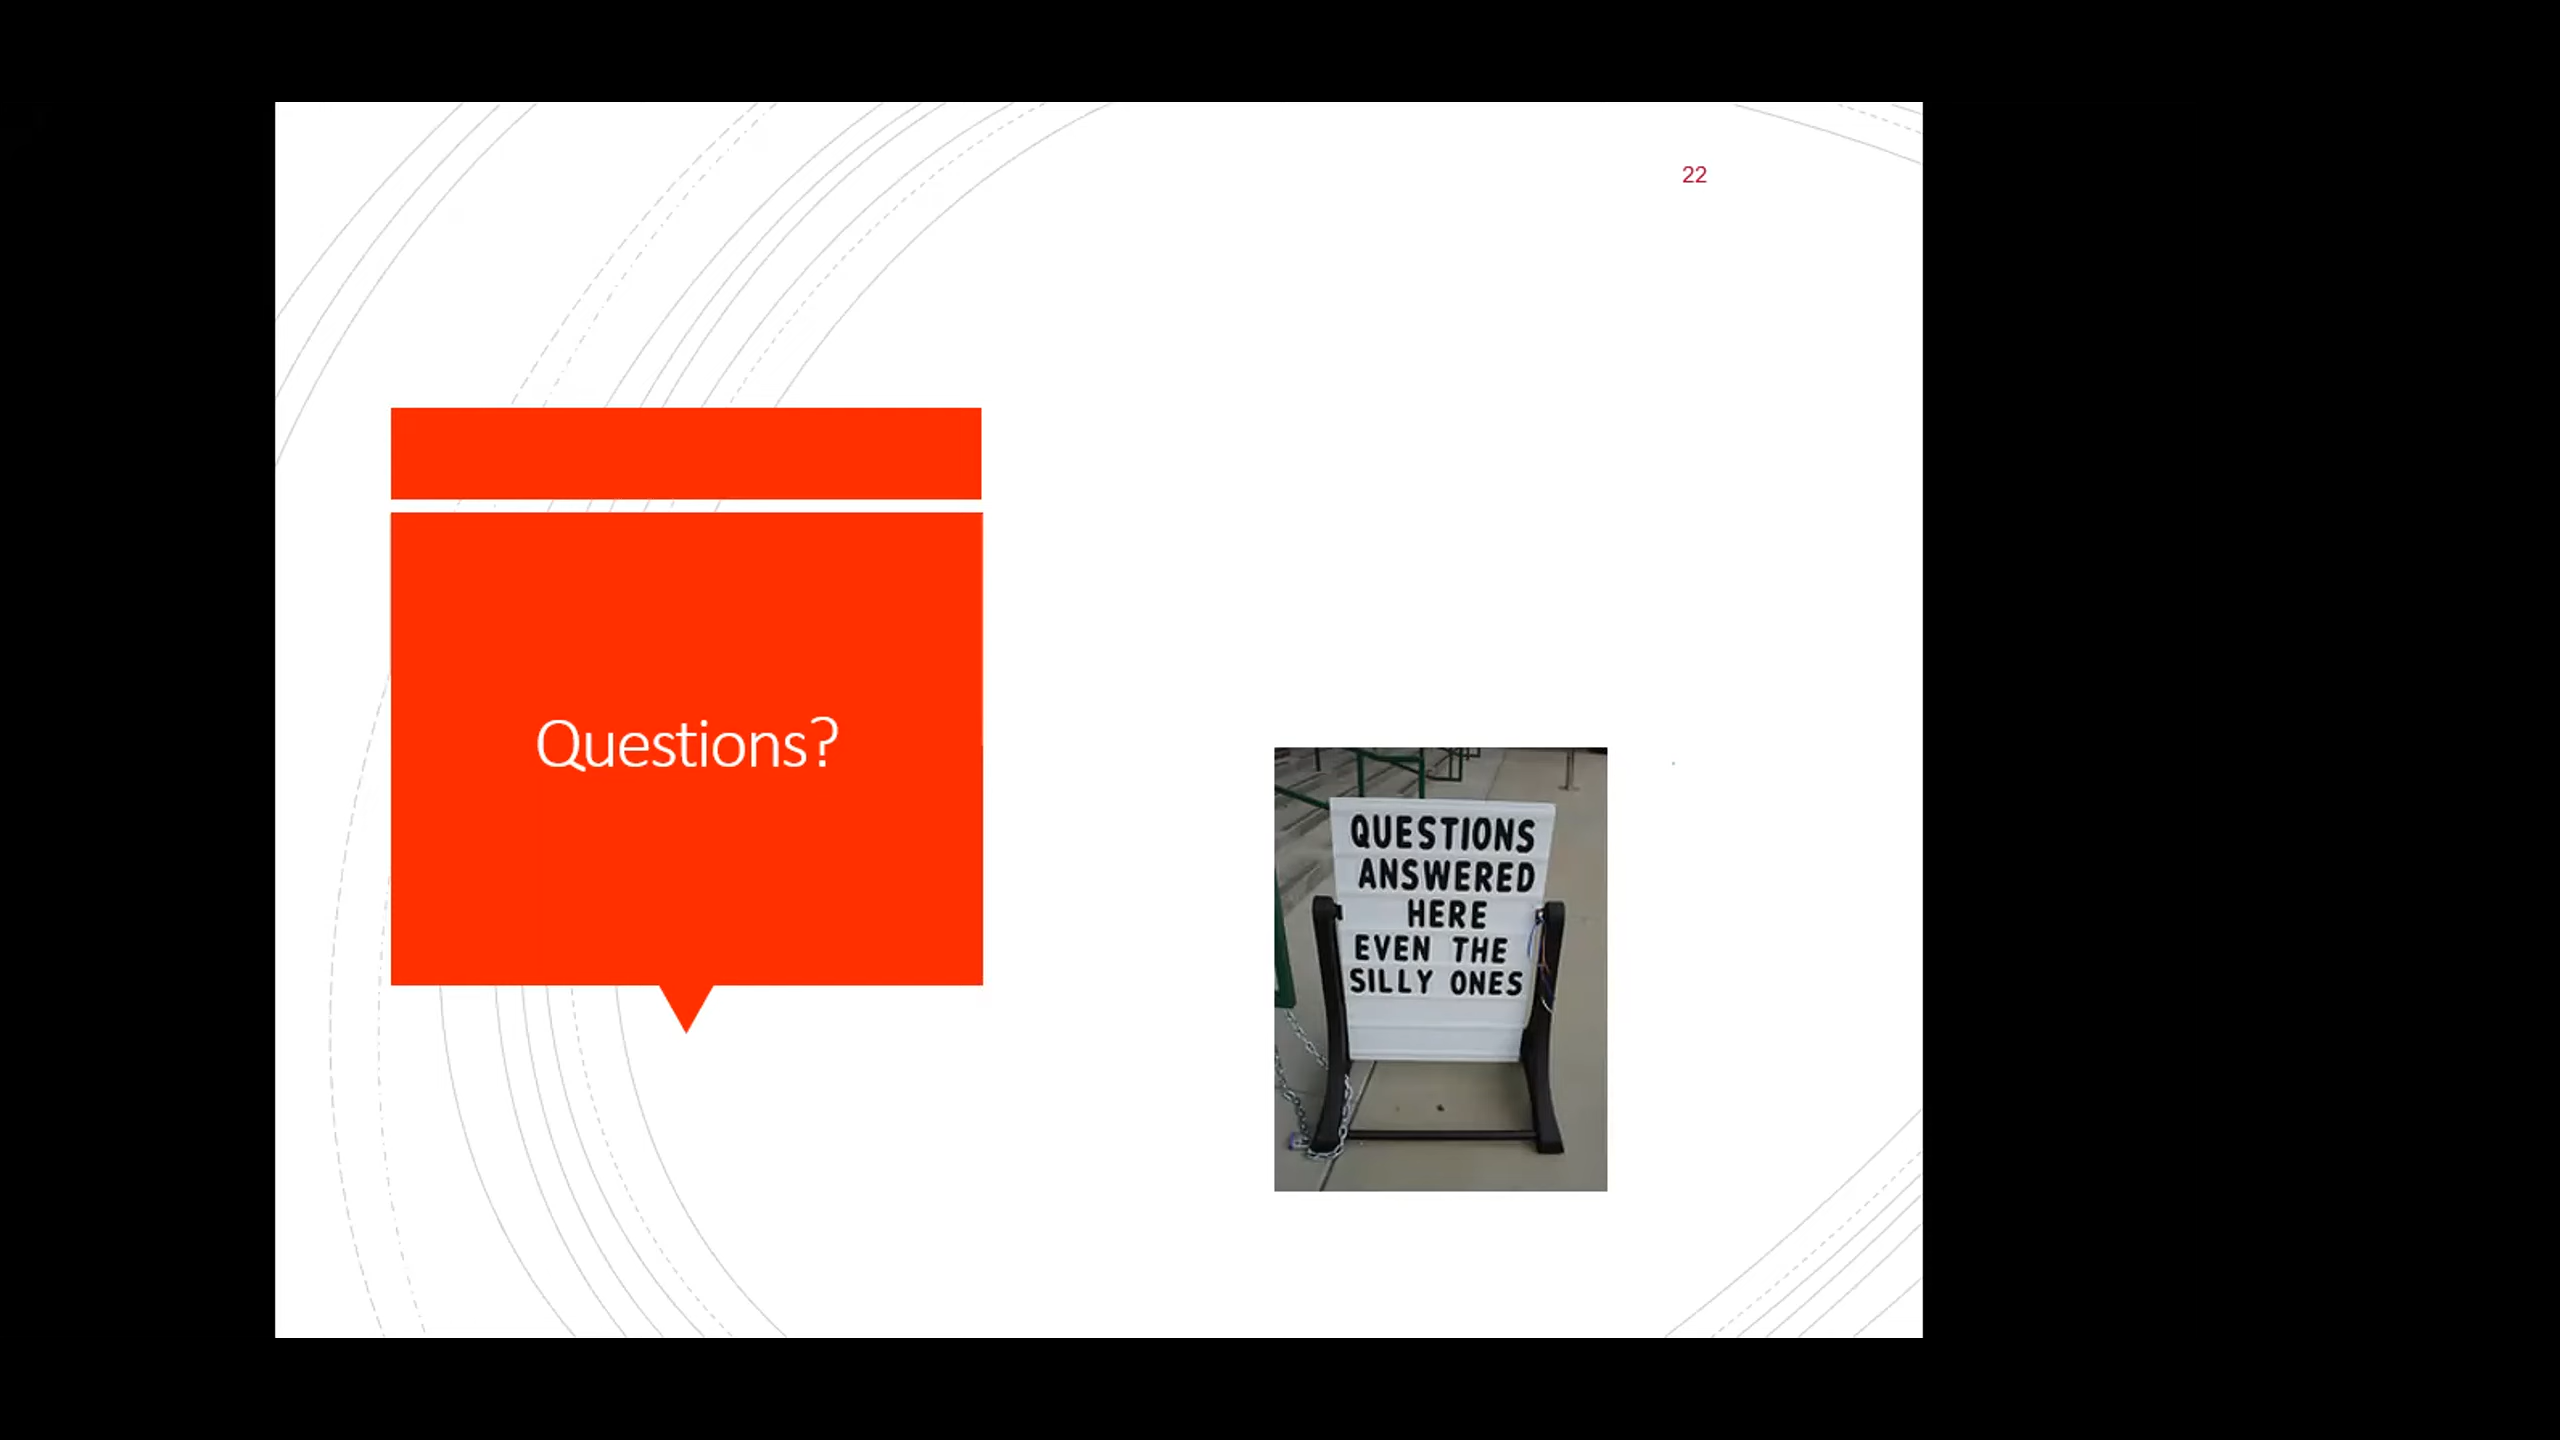 22
Questions?
QUESTIONS
ANSWERED
HERE
EVEN THE
SILLY ONES